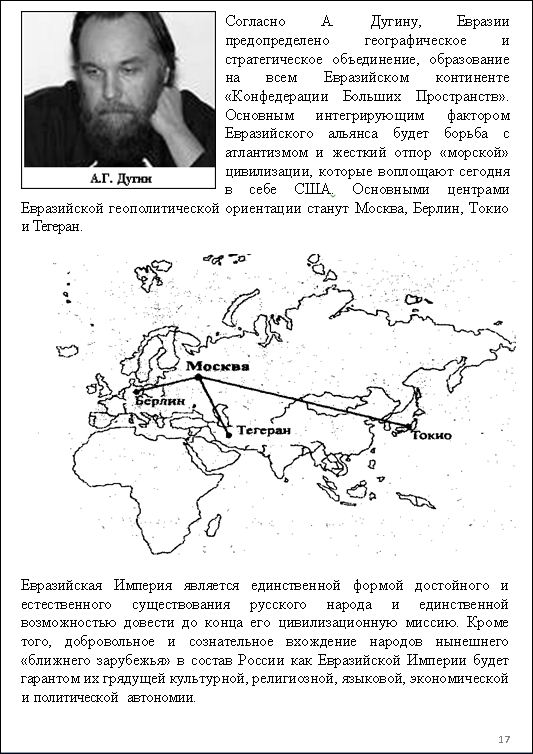 Согласно А. Дугину, Евразии
предопределено географическое и
стратегическое объединение, образование
на всем Евразийском континенте
«Конфедерации Больших Пространств».
Основным интегрирующим фактором
Евразийского альянса будет борьба с
атлантизмом и жесткий отпор «морской»
цивилизации, которые воплощают сегодня
в себе США. Основными центрами
А.Г. Дугин
Евразийской геополитической ориентации станут Москва, Берлин, Токио
и Тегеран.
Москва
Берлин
Тегеран
Токио
Евразийская Империя является единственной формой достойного и
естественного существования русского народа и единственной
возможностью довести до конца его цивилизационную миссию. Кроме
того, добровольное и сознательное вхождение народов нынешнего
«ближнего зарубежья» в состав России как Евразийской Империи будет
гарантом их грядущей культурной, религиозной, языковой, экономической
и политической автономии.
17